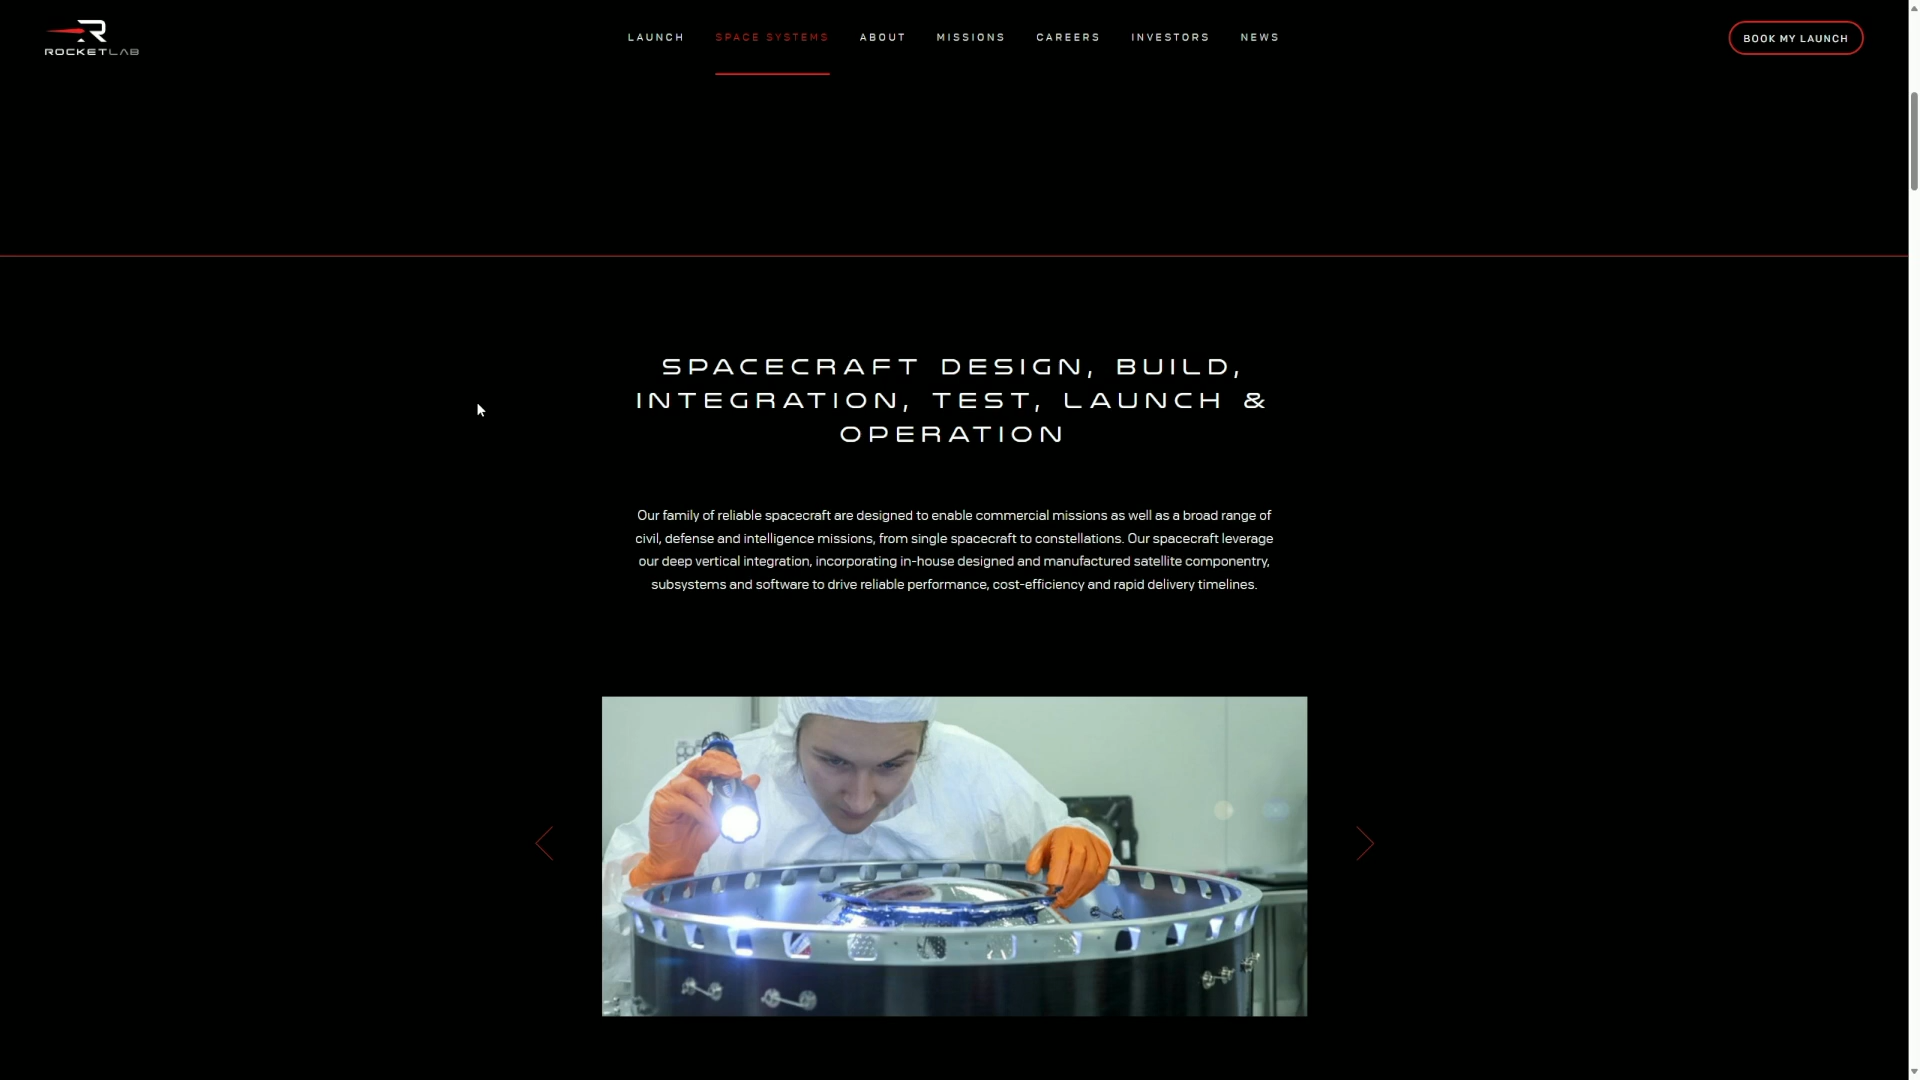 ROCKETLAB
LAUNCH
SPACE SYSTEMS
ABOUT
MISSIONS
CAREERS
INVESTORS
NEWS
BOOK MY LAUNCH
SPACECRAFT DESIGN, BUILD,
INTEGRATION, TEST, LAUNCH &
OPERATION
Our family of reliable spacecraft are designed to enable commercial missions as well as a broad range of
civil, defense and intelligence missions, from single spacecraft to constellations. Our spacecraft leverage
our deep vertical integration, incorporating in-house designed and manufactured satellite componentry,
subsystems and software to drive reliable performance, cost-efficiency and rapid delivery timelines.